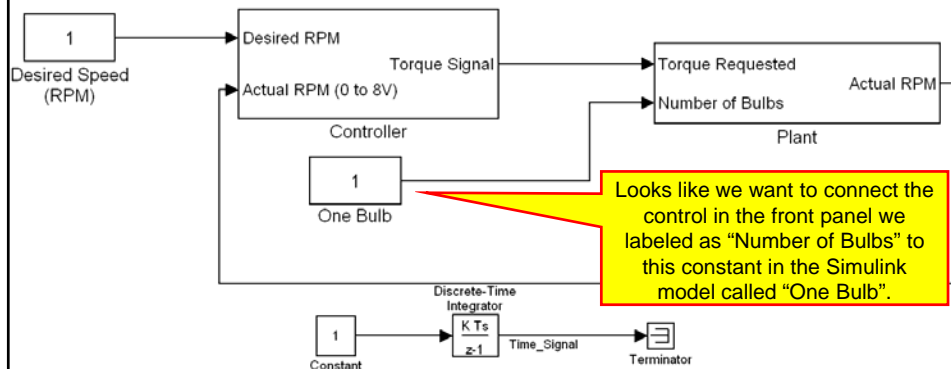 1
Desired Speed
(RPM)
Desired RPM
Torque Signal
Actual RPM (0 to 8V)
Controller
Torque Requested
Actual RPM
Number of Bulbs
Plant
1
One Bulb
Looks like we want to connect the
control in the front panel we
labeled as “Number of Bulbs” to
this constant in the Simulink
model called “One Bulb”.
Discrete-Time
Integrator
1
Constant
K Ts
z-1
Time_Signal
Terminator